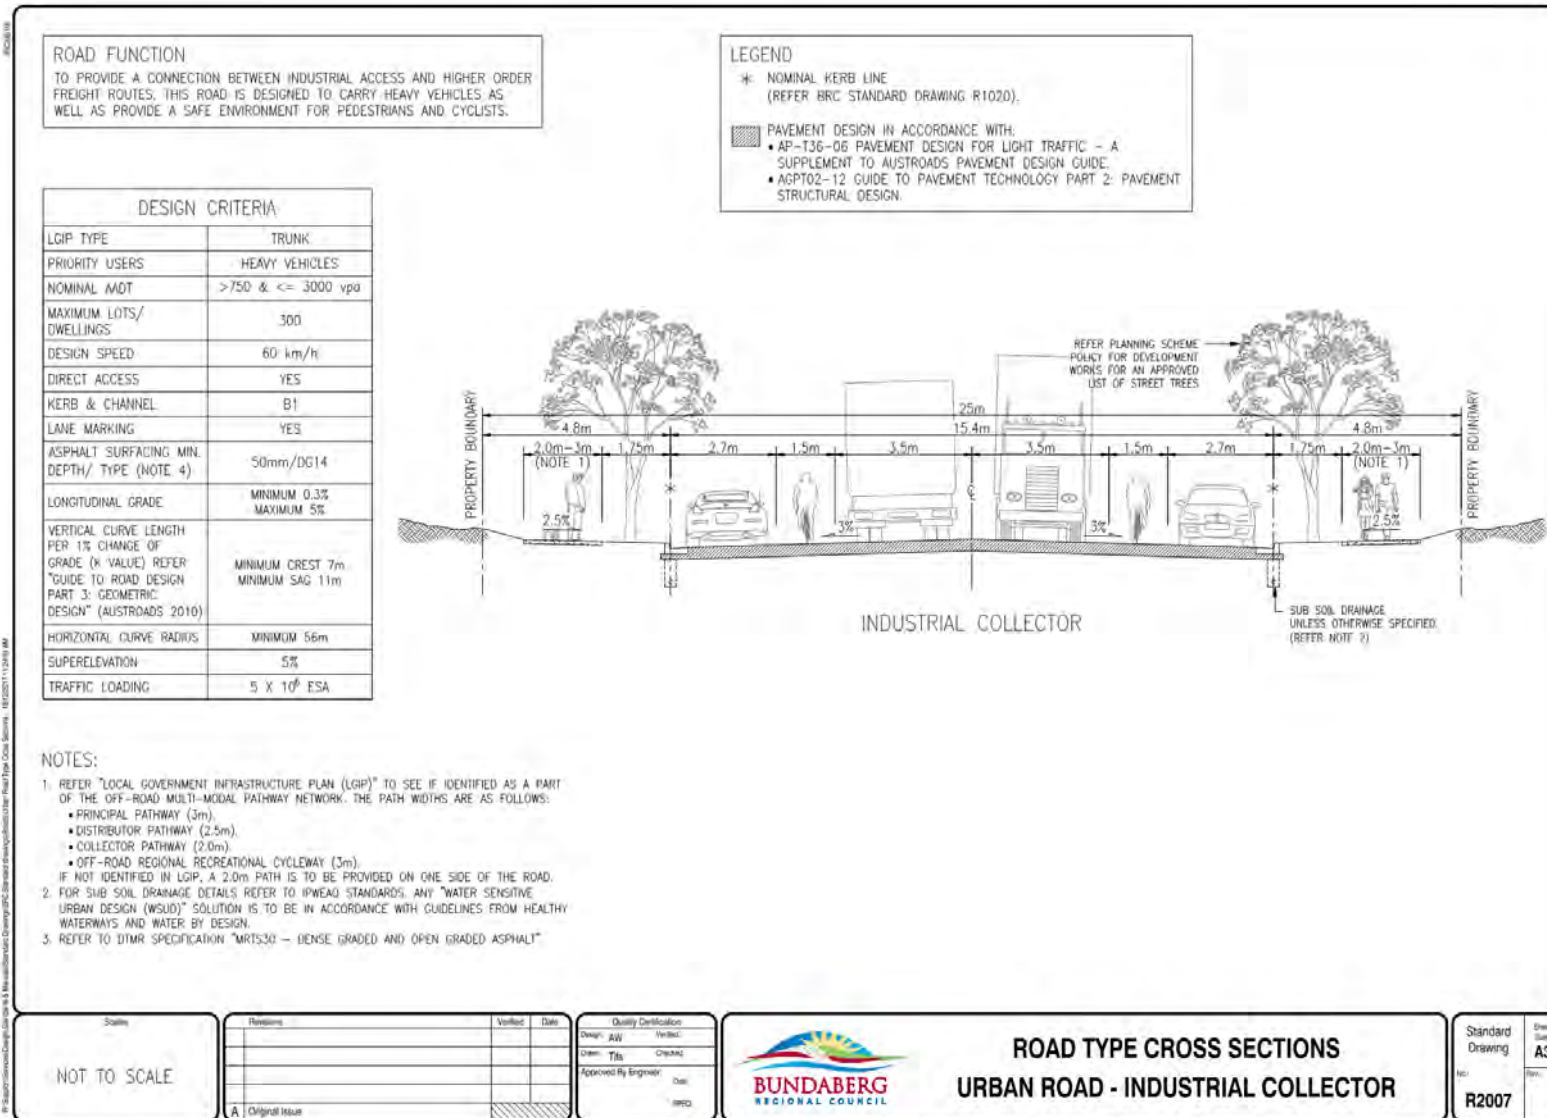 ROAD FUNCTION
TO PROVIDE A CONNECTION BETWEEN INDUSTRIAL ACCESS AND HIGHER ORDER
FREIGHT ROUTES. THIS ROAD IS DESIGNED TO CARRY HEAVY VEHICLES AS
WELL AS PROVIDE A SAFE ENVIRONMENT FOR PEDESTRIANS AND CYCLISTS.
LEGEND
* NOMINAL KERB LINE
(REFER BRC STANDARD DRAWING R1020).
PAVEMENT DESIGN IN ACCORDANCE WITH:
• AP-T36-06 PAVEMENT DESIGN FOR LIGHT TRAFFIC - A
SUPPLEMENT TO AUSTROADS PAVEMENT DESIGN GUIDE.
• AGPT02-12 GUIDE TO PAVEMENT TECHNOLOGY PART 2: PAVEMENT
STRUCTURAL DESIGN.
DESIGN CRITERIA
LGIP TYPE TRUNK
PRIORITY USERS HEAVY VEHICLES
NOMINAL AADT >750 & <= 3000 vpd
MAXIMUM LOTS/
DWELLINGS 300
DESIGN SPEED 60 km/h
DIRECT ACCESS YES
KERB & CHANNEL B1
LANE MARKING YES
ASPHALT SURFACING MIN.
DEPTH/ TYPE (NOTE 4) 50mm/DG14
LONGITUDINAL GRADE MINIMUM 0.3%
MAXIMUM 5%
VERTICAL CURVE LENGTH
PER 1% CHANGE OF
GRADE (K VALUE) REFER
"GUIDE TO ROAD DESIGN
PART 3: GEOMETRIC
DESIGN" (AUSTROADS 2010)
MINIMUM CREST 7m
MINIMUM SAG 11m
HORIZONTAL CURVE RADIUS MINIMUM 56m
SUPERELEVATION 5%
TRAFFIC LOADING 5 X 10⁶ ESA
REFER PLANNING SCHEME
POLICY FOR DEVELOPMENT
WORKS FOR AN APPROVED
LIST OF STREET TREES
PROPERTY BOUNDARY
PROPERTY BOUNDARY
25m
4.8m 15.4m 4.8m
2.0m-3m 1.75m 2.7m 1.5m 3.5m 3.5m 1.5m 2.7m 1.75m 2.0m-3m
(NOTE 1) (NOTE 1)
* *
2.5% 3% 3% 2.5%
INDUSTRIAL COLLECTOR
SUB SOIL DRAINAGE
UNLESS OTHERWISE SPECIFIED.
(REFER NOTE 2)
NOTES:
1. REFER "LOCAL GOVERNMENT INFRASTRUCTURE PLAN (LGIP)" TO SEE IF IDENTIFIED AS A PART
OF THE OFF-ROAD MULTI-MODAL PATHWAY NETWORK. THE PATH WIDTHS ARE AS FOLLOWS:
• PRINCIPAL PATHWAY (3m).
• DISTRIBUTOR PATHWAY (2.5m).
• COLLECTOR PATHWAY (2.0m).
• OFF-ROAD REGIONAL RECREATIONAL CYCLEWAY (3m).
IF NOT IDENTIFIED IN LGIP, A 2.0m PATH IS TO BE PROVIDED ON ONE SIDE OF THE ROAD.
2. FOR SUB SOIL DRAINAGE DETAILS REFER TO IPWEAQ STANDARDS. ANY "WATER SENSITIVE
URBAN DESIGN (WSUD)" SOLUTION IS TO BE IN ACCORDANCE WITH GUIDELINES FROM HEALTHY
WATERWAYS AND WATER BY DESIGN.
3. REFER TO DTMR SPECIFICATION "MRTS30 - DENSE GRADED AND OPEN GRADED ASPHALT"
Scales
NOT TO SCALE
Revisions Verified Date
A Original Issue
Quality Certification
Design: AW Verified:
Drawn: Checked:
Approved By Engineer:
Date:
RPEQ:
BUNDABERG
REGIONAL COUNCIL
ROAD TYPE CROSS SECTIONS
URBAN ROAD - INDUSTRIAL COLLECTOR
Standard
Drawing
No.:
R2007
Rev.: